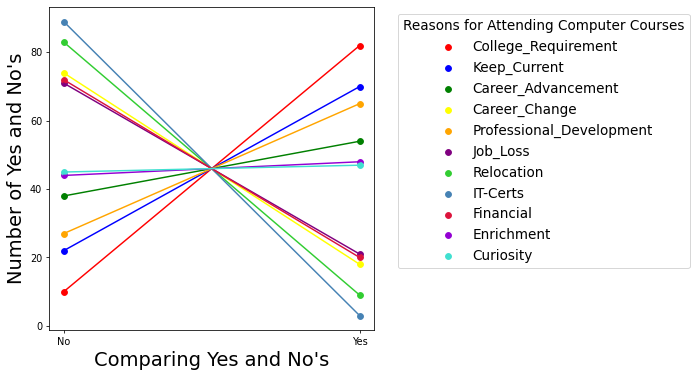 Reasons for Attending Computer Courses
College_Requirement
Keep_Current
Career_Advancement
Career_Change
Professional_Development
Job_Loss
Relocation
IT-Certs
Financial
Enrichment
Curiosity
Number of Yes and No's
80
60
40
20
0
No Yes
Comparing Yes and No's